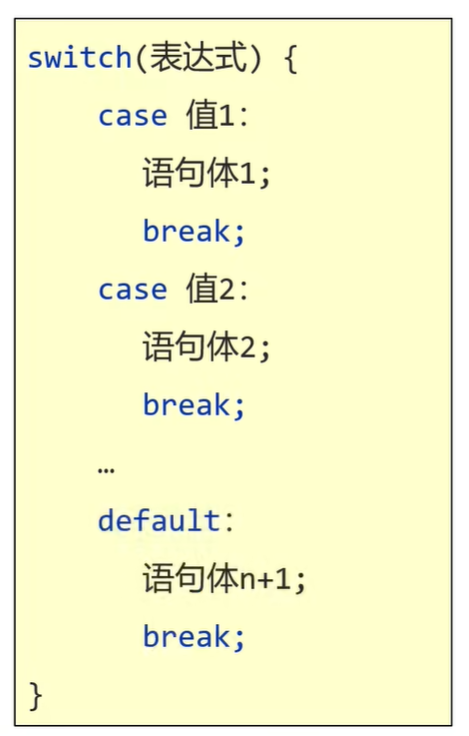 switch(表达式) {
case 值1:
语句体1;
break;
case 值2:
语句体2;
break;
…
default:
语句体n+1;
break;
}